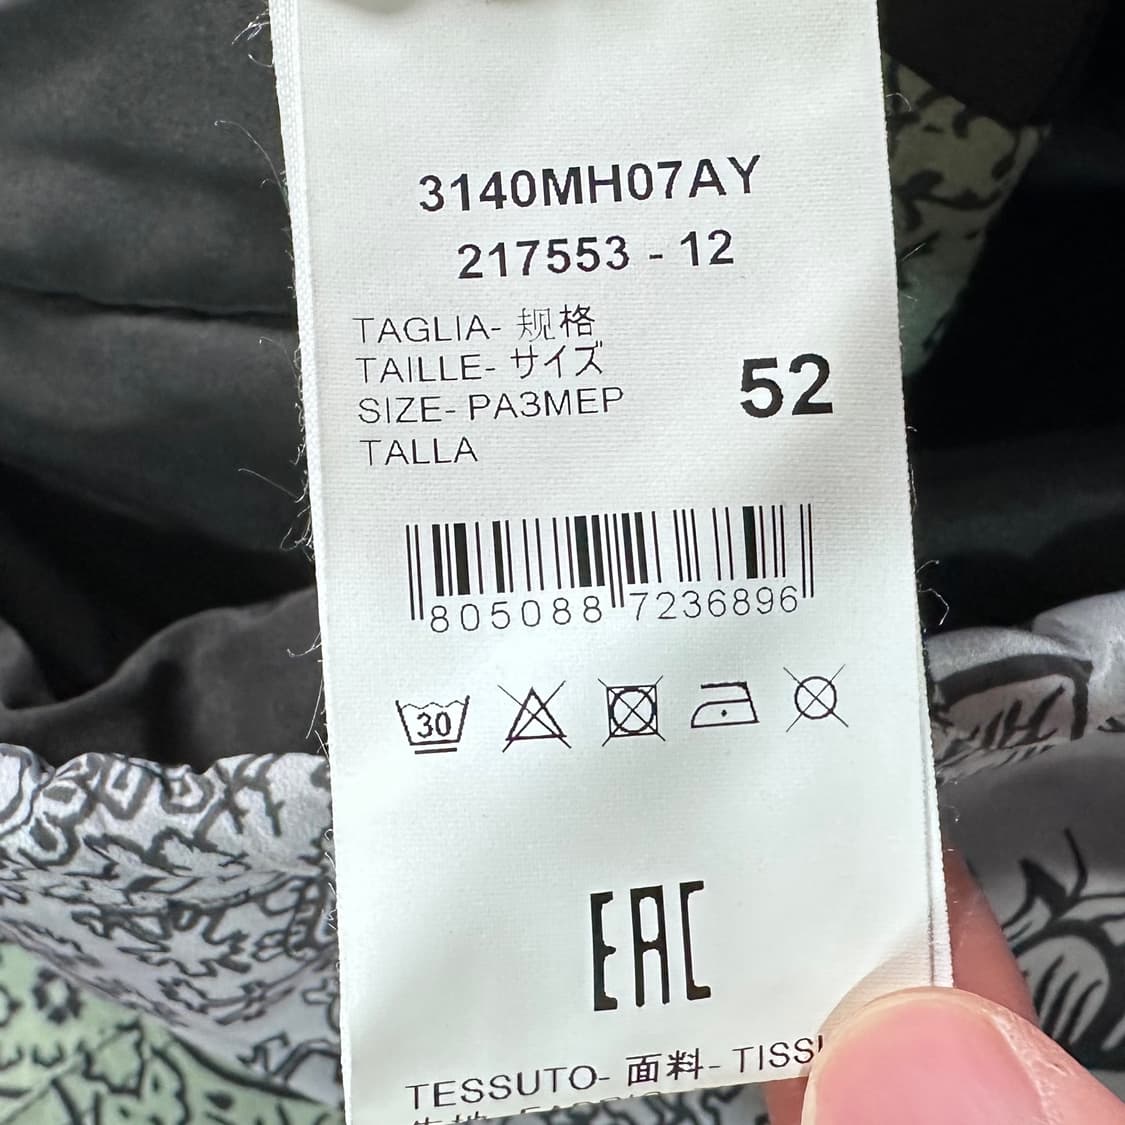 3140MH07AY
217553 - 12
TAGLIA- 规格
TAILLE- サイズ
SIZE- РАЗМЕР
TALLA
52
805088 7236896
30
EAC
TESSUTO- 面料- TISSU